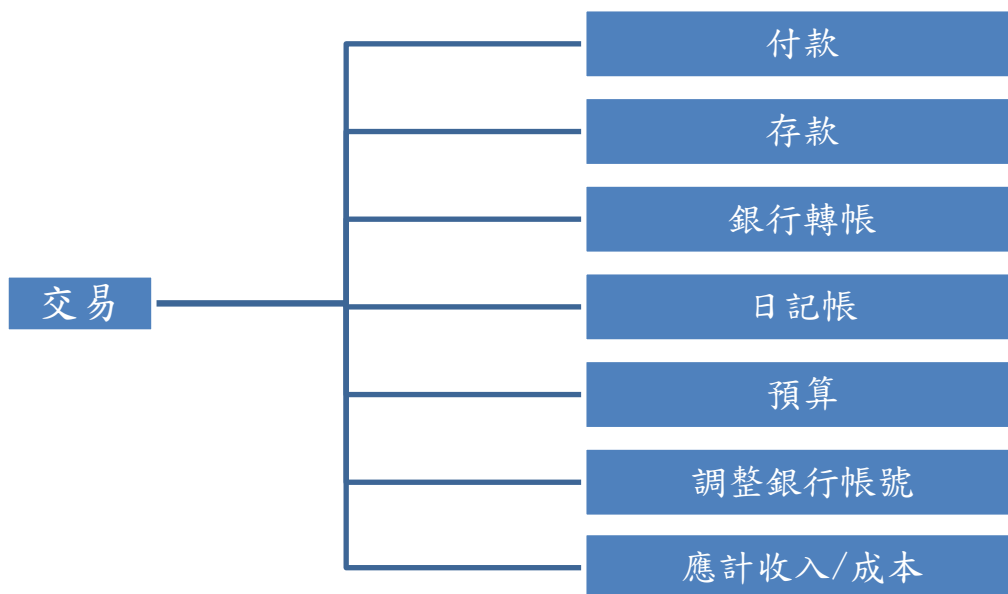 付款
存款
銀行轉帳
交易
日記帳
預算
調整銀行帳號
應計收入/成本